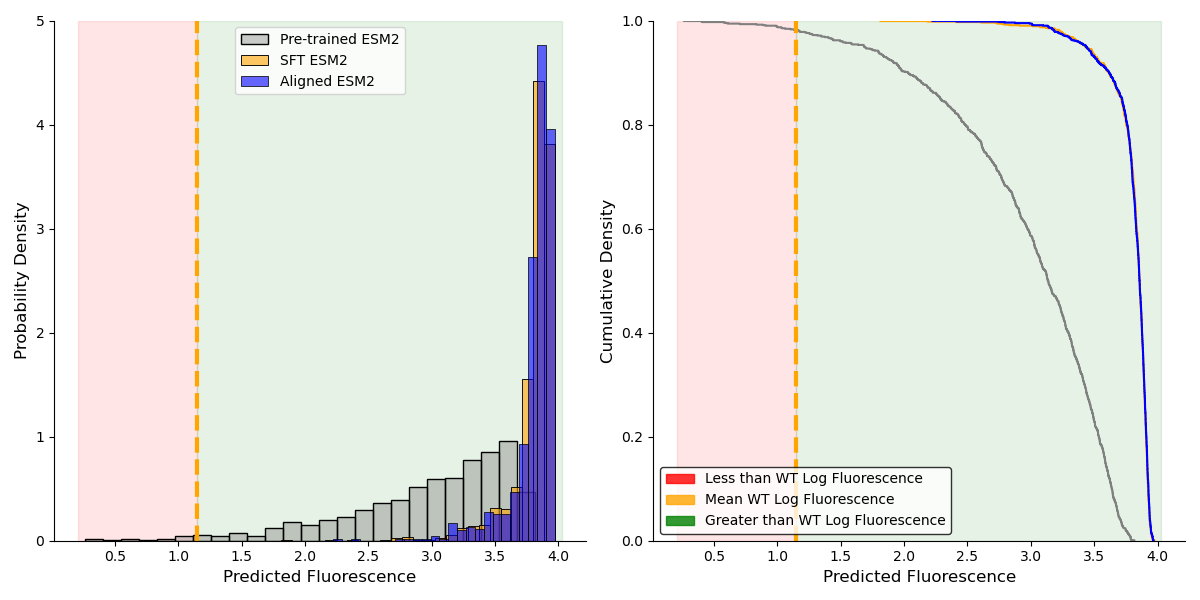 Probability Density
5
4
3
2
1
0
0.5
1.0
1.5
2.0
2.5
3.0
3.5
4.0
Predicted Fluorescence
Pre-trained ESM2
SFT ESM2
Aligned ESM2
Cumulative Density
1.0
0.8
0.6
0.4
0.2
0.0
0.5
1.0
1.5
2.0
2.5
3.0
3.5
4.0
Predicted Fluorescence
Less than WT Log Fluorescence
Mean WT Log Fluorescence
Greater than WT Log Fluorescence